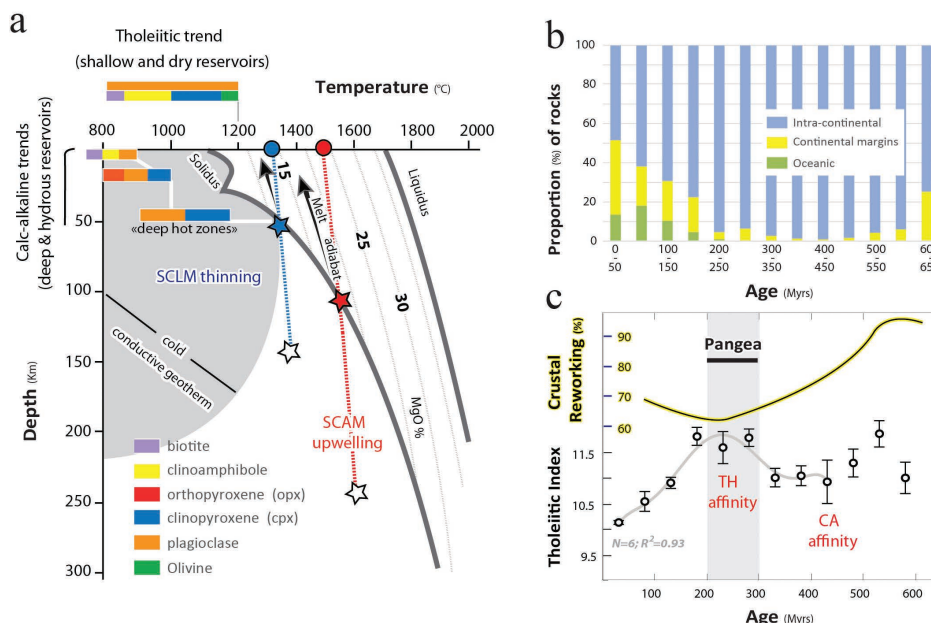 a
Tholeiitic trend
(shallow and dry reservoirs)
Temperature (°C)
800 1000 1200 1400 1600 1800 2000
Calc-alkaline trends
(deep & hydrous reservoirs)
Solidus
15
Liquidus
Melt
adiabat
25
30
MgO %
«deep hot zones»
SCLM thinning
cold
conductive geotherm
SCAM
upwelling
Depth (Km)
50
100
150
200
250
300
biotite
clinoamphibole
orthopyroxene (opx)
clinopyroxene (cpx)
plagioclase
Olivine
b
Proportion (%) of rocks
100
80
60
40
20
0
Intra-continental
Continental margins
Oceanic
0 100 150 250 350 450 550 65
50 150 200 300 400 500 600 650
Age (Myrs)
c
Crustal
Reworking (%)
90
80
70
60
Pangea
Tholeiitic Index
11.5
10.5
9.5
TH
affinity
CA
affinity
N=6; R²=0.93
100 200 300 400 500 600
Age (Myrs)